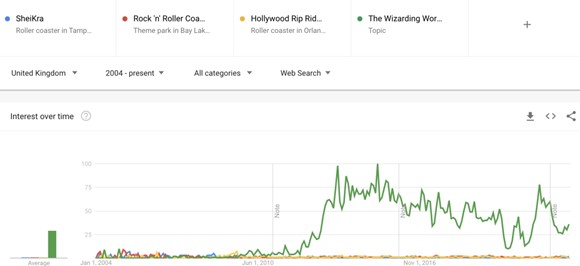 SheiKra
Roller coaster in Tamp...
Rock 'n' Roller Coa...
Theme park in Bay Lak...
Hollywood Rip Rid...
Roller coaster in Orlan...
The Wizarding Wor...
Topic
+
United Kingdom
2004 - present
All categories
Web Search
Interest over time
?
100
75
50
25
Note
Note
Note
Average
Jan 1, 2004
Jun 1, 2010
Nov 1, 2016